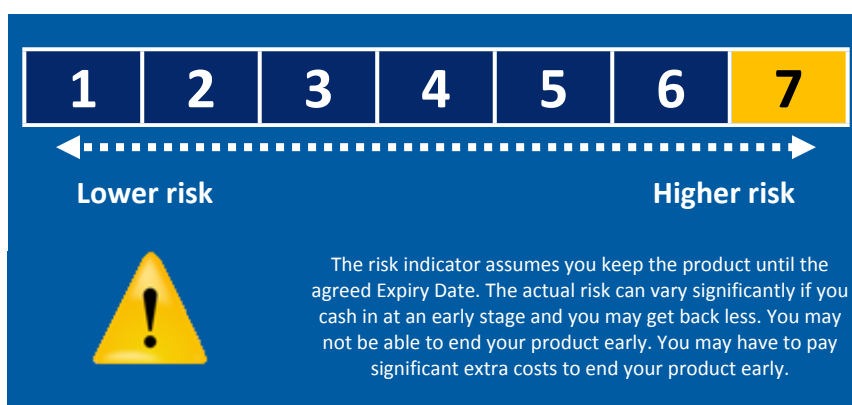 1 2 3 4 5 6 7
Lower risk Higher risk
The risk indicator assumes you keep the product until the
agreed Expiry Date. The actual risk can vary significantly if you
cash in at an early stage and you may get back less. You may
not be able to end your product early. You may have to pay
significant extra costs to end your product early.